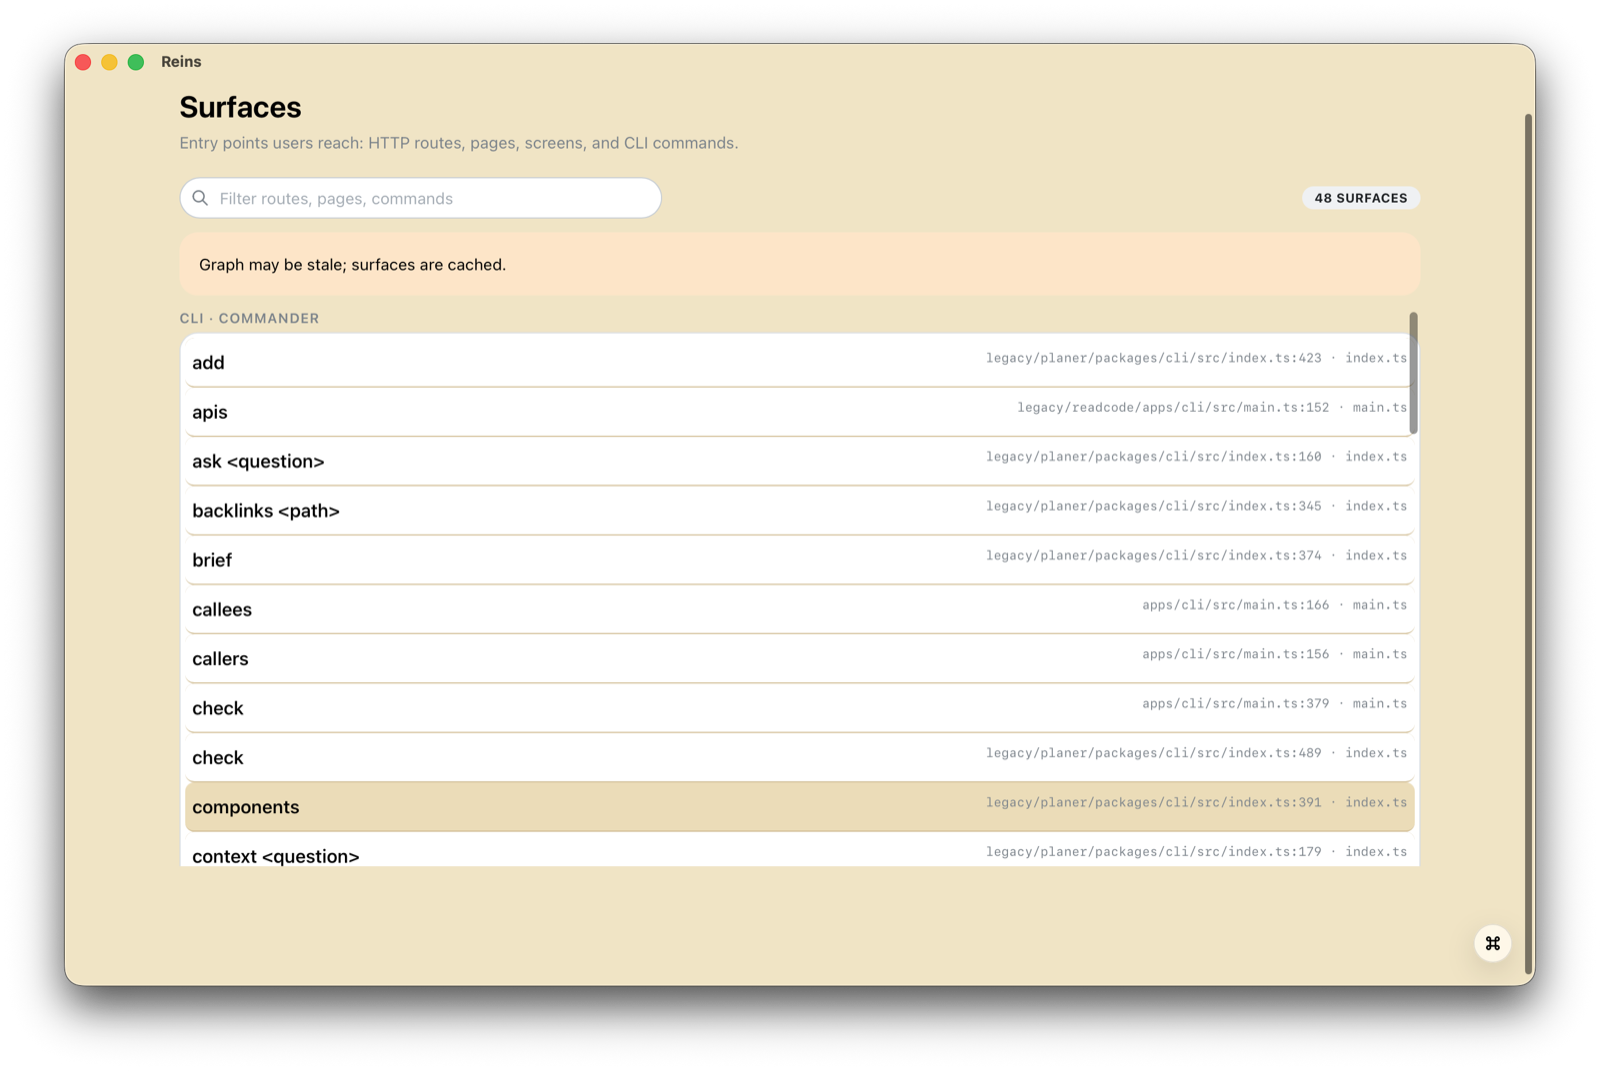 Reins
Surfaces
Entry points users reach: HTTP routes, pages, screens, and CLI commands.
Filter routes, pages, commands
48 SURFACES
Graph may be stale; surfaces are cached.
CLI · COMMANDER
add legacy/planer/packages/cli/src/index.ts:423 · index.ts
apis legacy/readcode/apps/cli/src/main.ts:152 · main.ts
ask <question> legacy/planer/packages/cli/src/index.ts:160 · index.ts
backlinks <path> legacy/planer/packages/cli/src/index.ts:345 · index.ts
brief legacy/planer/packages/cli/src/index.ts:374 · index.ts
callees apps/cli/src/main.ts:166 · main.ts
callers apps/cli/src/main.ts:156 · main.ts
check apps/cli/src/main.ts:379 · main.ts
check legacy/planer/packages/cli/src/index.ts:489 · index.ts
components legacy/planer/packages/cli/src/index.ts:391 · index.ts
context <question> legacy/planer/packages/cli/src/index.ts:179 · index.ts
⌘